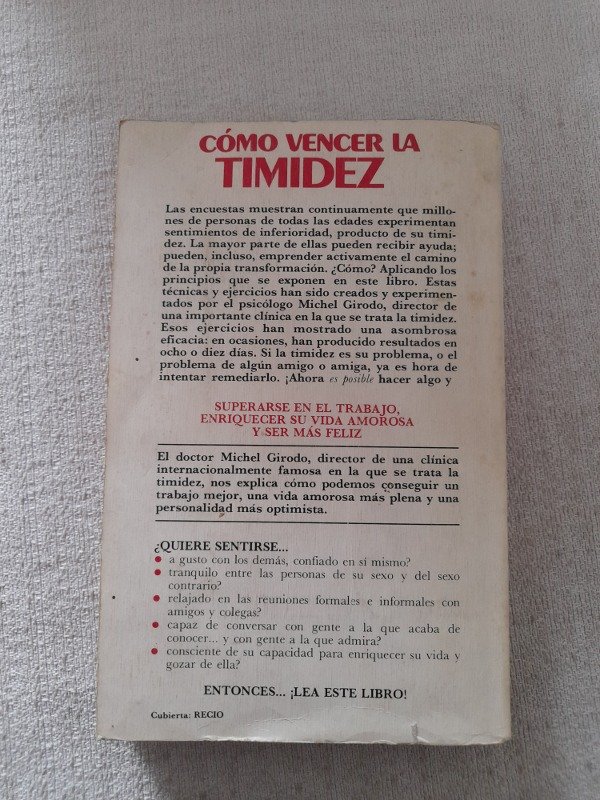 CÓMO VENCER LA
TIMIDEZ
Las encuestas muestran continuamente que millo-
nes de personas de todas las edades experimentan
sentimientos de inferioridad, producto de su timi-
dez. La mayor parte de ellas pueden recibir ayuda;
pueden, incluso, emprender activamente el camino
de la propia transformación. ¿Cómo? Aplicando los
principios que se exponen en este libro. Estas
técnicas y ejercicios han sido creados y experimen-
tados por el psicólogo Michel Girodo, director de
una importante clínica en la que se trata la timidez.
Esos ejercicios han mostrado una asombrosa
eficacia: en ocasiones, han producido resultados en
ocho o diez días. Si la timidez es su problema, o el
problema de algún amigo o amiga, ya es hora de
intentar remediarlo. ¡Ahora es posible hacer algo y
SUPERARSE EN EL TRABAJO,
ENRIQUECER SU VIDA AMOROSA
Y SER MÁS FELIZ
El doctor Michel Girodo, director de una clínica
internacionalmente famosa en la que se trata la
timidez, nos explica cómo podemos conseguir un
trabajo mejor, una vida amorosa más plena y una
personalidad más optimista.
¿QUIERE SENTIRSE...
• a gusto con los demás, confiado en sí mismo?
• tranquilo entre las personas de su sexo y del sexo
contrario?
• relajado en las reuniones formales e informales con
amigos y colegas?
• capaz de conversar con gente a la que acaba de
conocer... y con gente a la que admira?
• consciente de su capacidad para enriquecer su vida y
gozar de ella?
ENTONCES... ¡LEA ESTE LIBRO!
Cubierta: RECIO